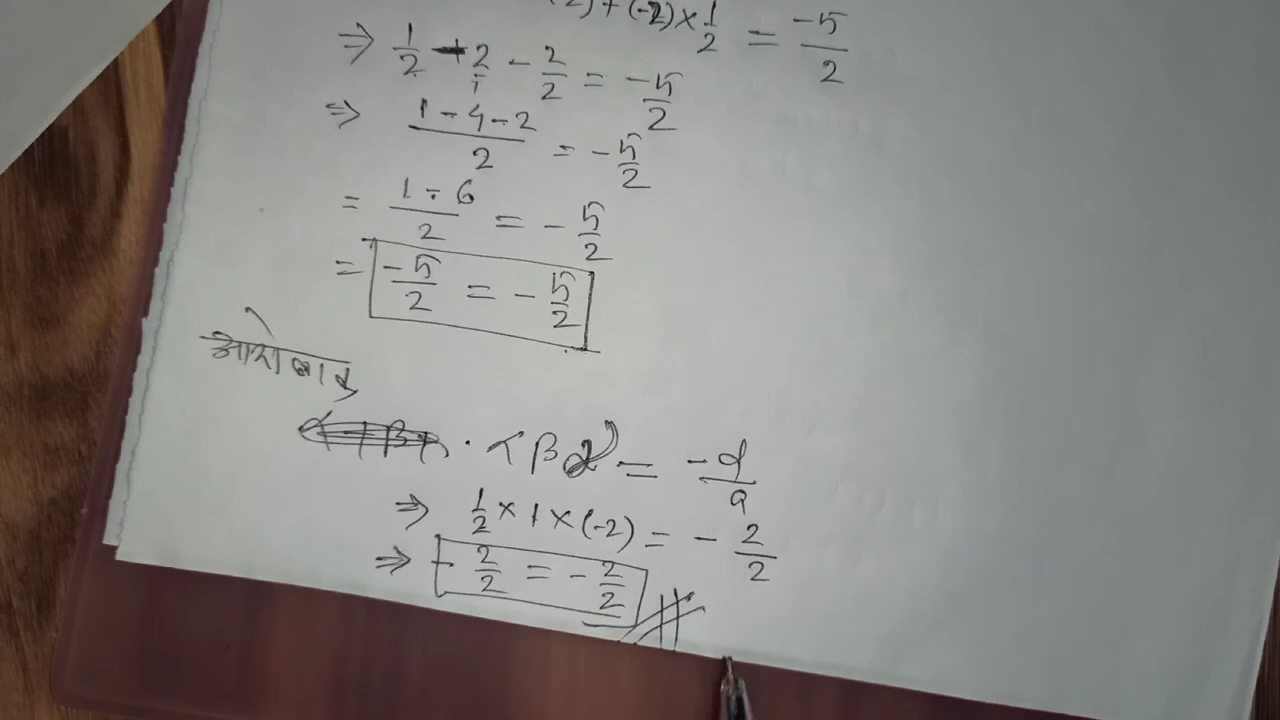 2) + (-2) × 1/2 = -5/2
⇒ 1/2 - 2/1 - 2/2 = -5/2
⇒ (1 - 4 - 2)/2 = -5/2
= (1 - 6)/2 = -5/2
= -5/2 = -5/2
αβγ = -d/a
⇒ 1/2 × 1 × (-2) = -2/2
⇒ -2/2 = -2/2